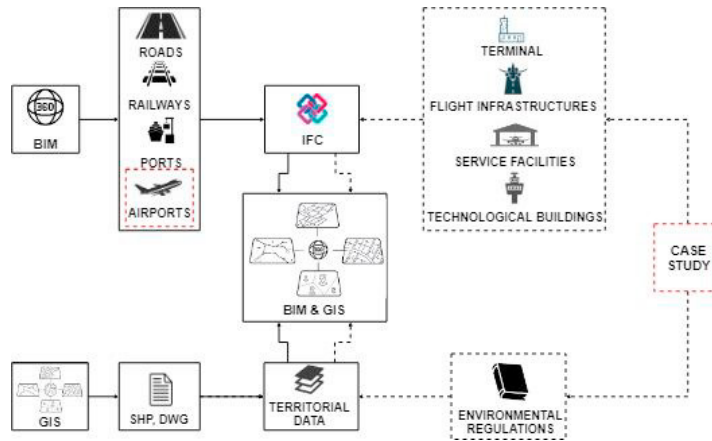 ROADS
RAILWAYS
PORTS
AIRPORTS
360
BIM
IFC
TERMINAL
FLIGHT INFRASTRUCTURES
SERVICE FACILITIES
TECHNOLOGICAL BUILDINGS
CASE
STUDY
BIM & GIS
GIS
SHP, DWG
TERRITORIAL
DATA
ENVIRONMENTAL
REGULATIONS